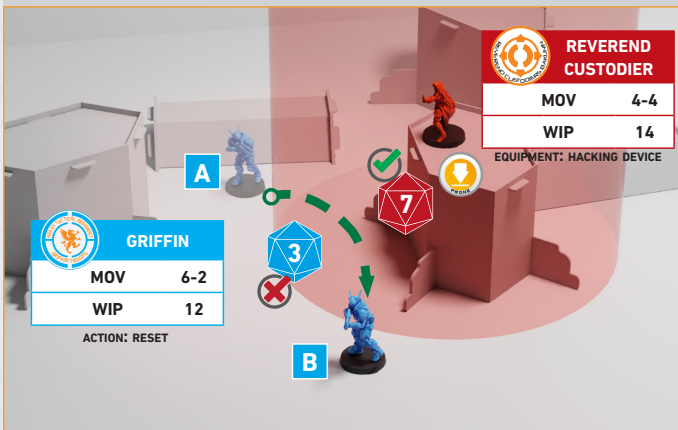 REVEREND
CUSTODIER
MOV 4-4
WIP 14
EQUIPMENT: HACKING DEVICE
PRONE
A
7
GRIFFIN
MOV 6-2
WIP 12
ACTION: RESET
3
B